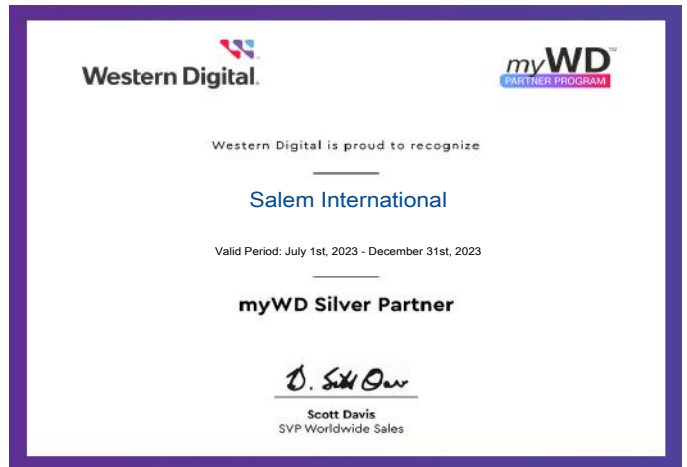 Western Digital.
myWD™
PARTNER PROGRAM
Western Digital is proud to recognize
Salem International
Valid Period: July 1st, 2023 - December 31st, 2023
myWD Silver Partner
Scott Davis
SVP Worldwide Sales